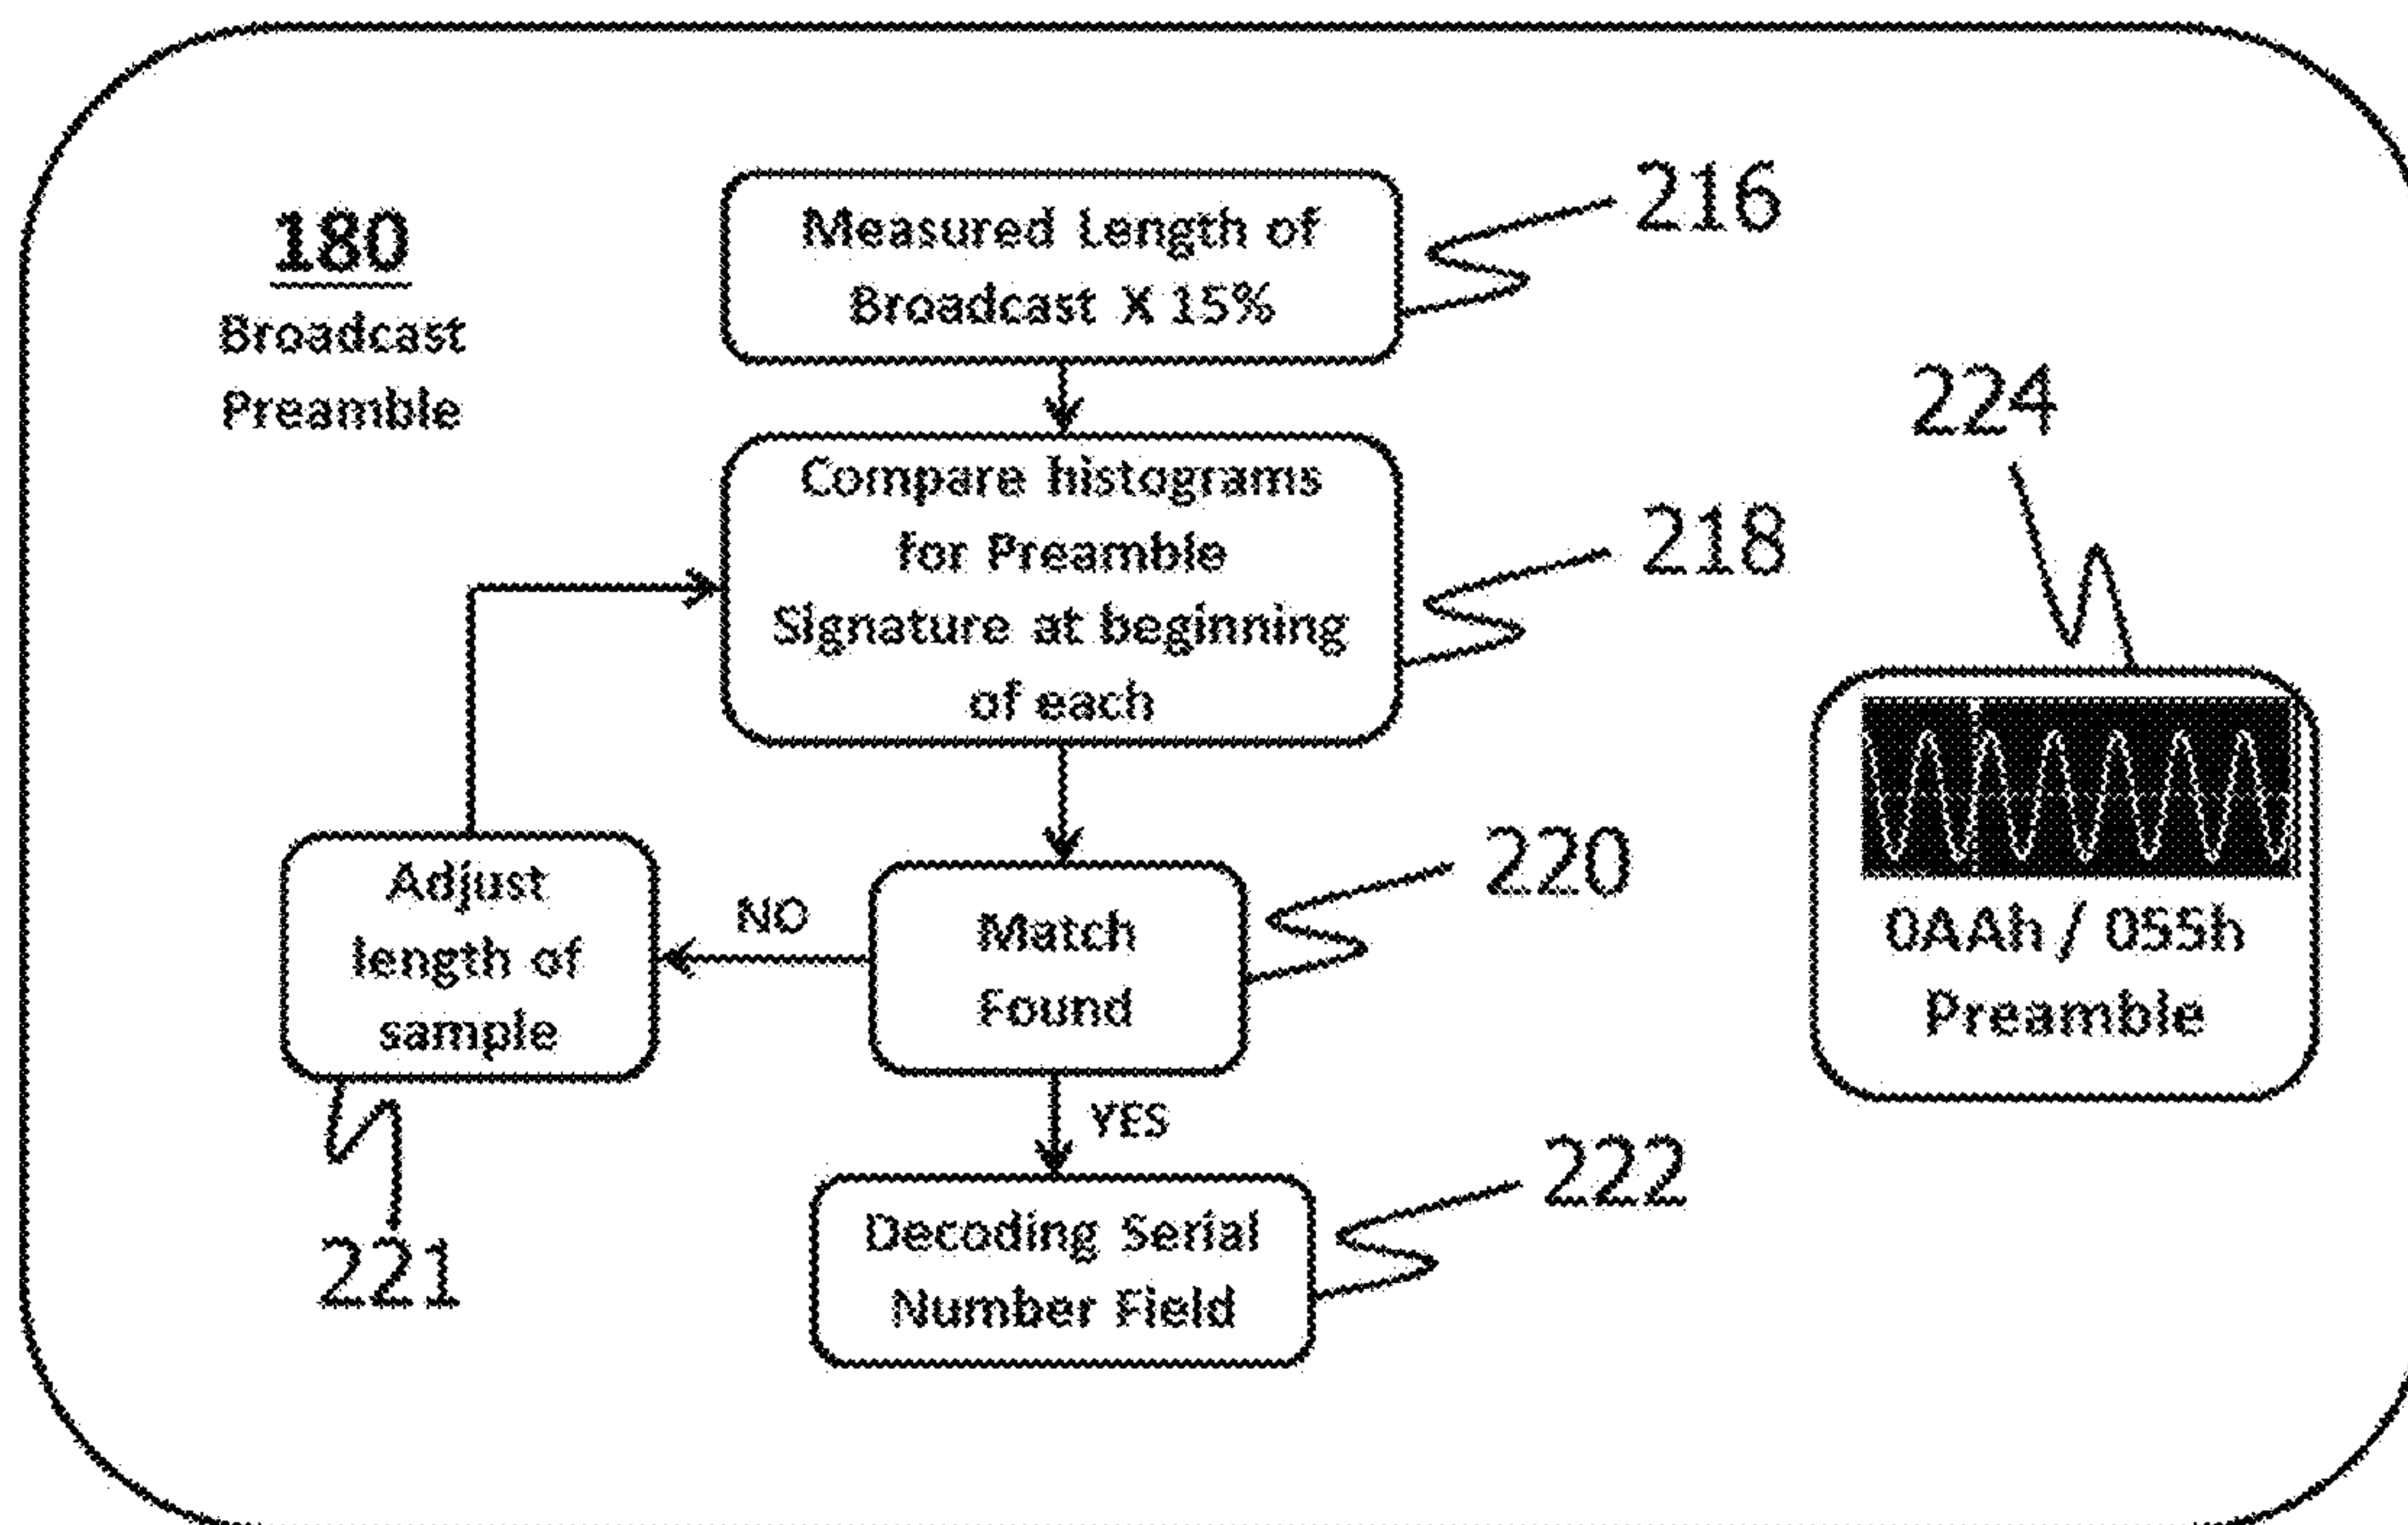 180
Broadcast
Preamble
Measured Length of
Broadcast X 15%
216
Compare histograms
for Preamble
Signature at beginning
of each
218
224
0AAh / 055h
Preamble
Adjust
length of
sample
221
NO
Match
Found
220
YES
Decoding Serial
Number Field
222